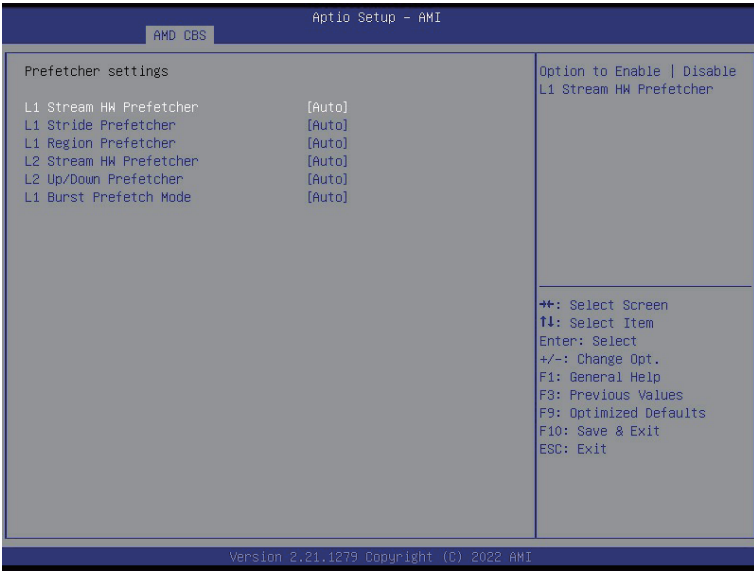 Aptio Setup – AMI
AMD CBS
Prefetcher settings
L1 Stream HW Prefetcher [Auto]
L1 Stride Prefetcher [Auto]
L1 Region Prefetcher [Auto]
L2 Stream HW Prefetcher [Auto]
L2 Up/Down Prefetcher [Auto]
L1 Burst Prefetch Mode [Auto]
Option to Enable | Disable
L1 Stream HW Prefetcher
→←: Select Screen
↑↓: Select Item
Enter: Select
+/-: Change Opt.
F1: General Help
F3: Previous Values
F9: Optimized Defaults
F10: Save & Exit
ESC: Exit
Version 2.21.1279 Copyright (C) 2022 AMI